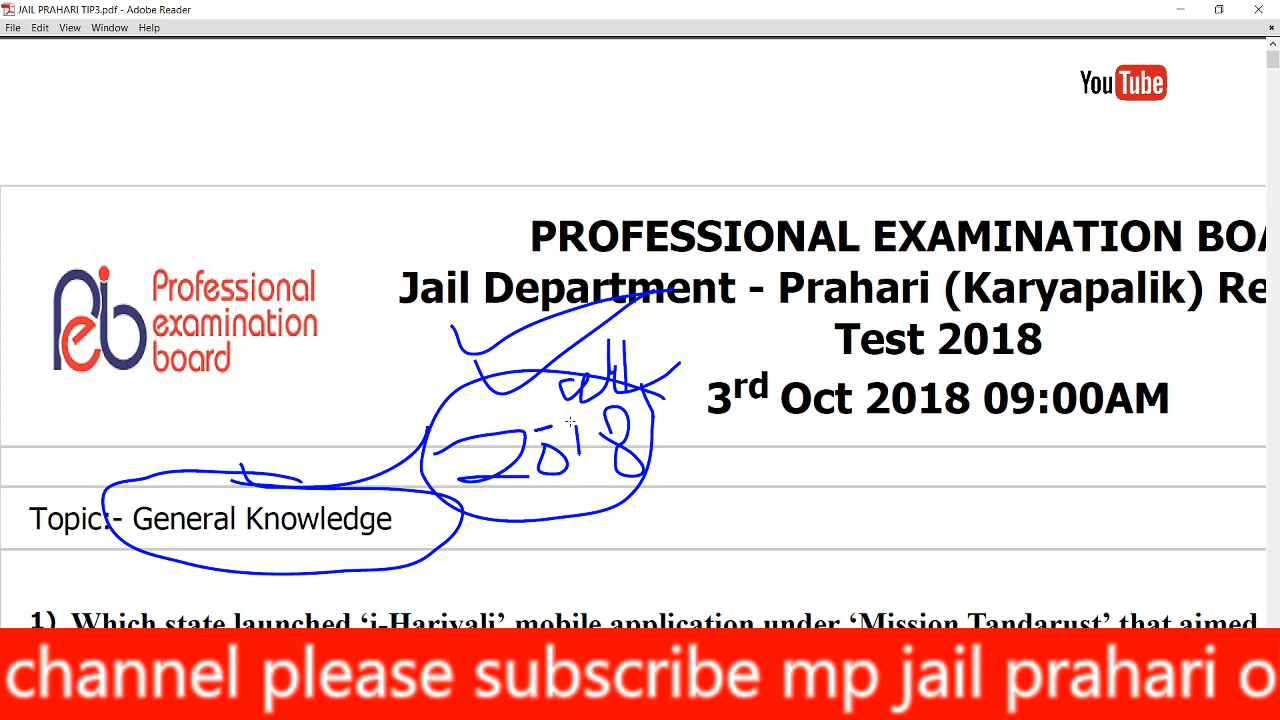 JAIL PRAHARI TIP3.pdf - Adobe Reader
File Edit View Window Help
YouTube
PROFESSIONAL EXAMINATION BOA
Jail Department - Prahari (Karyapalik) Re
Test 2018
3rd Oct 2018 09:00AM
Peb Professional
examination
board
2018
Topic:- General Knowledge
1) Which state launched ‘i-Hariyali’ mobile application under ‘Mission Tandarust’ that aimed
channel please subscribe mp jail prahari o